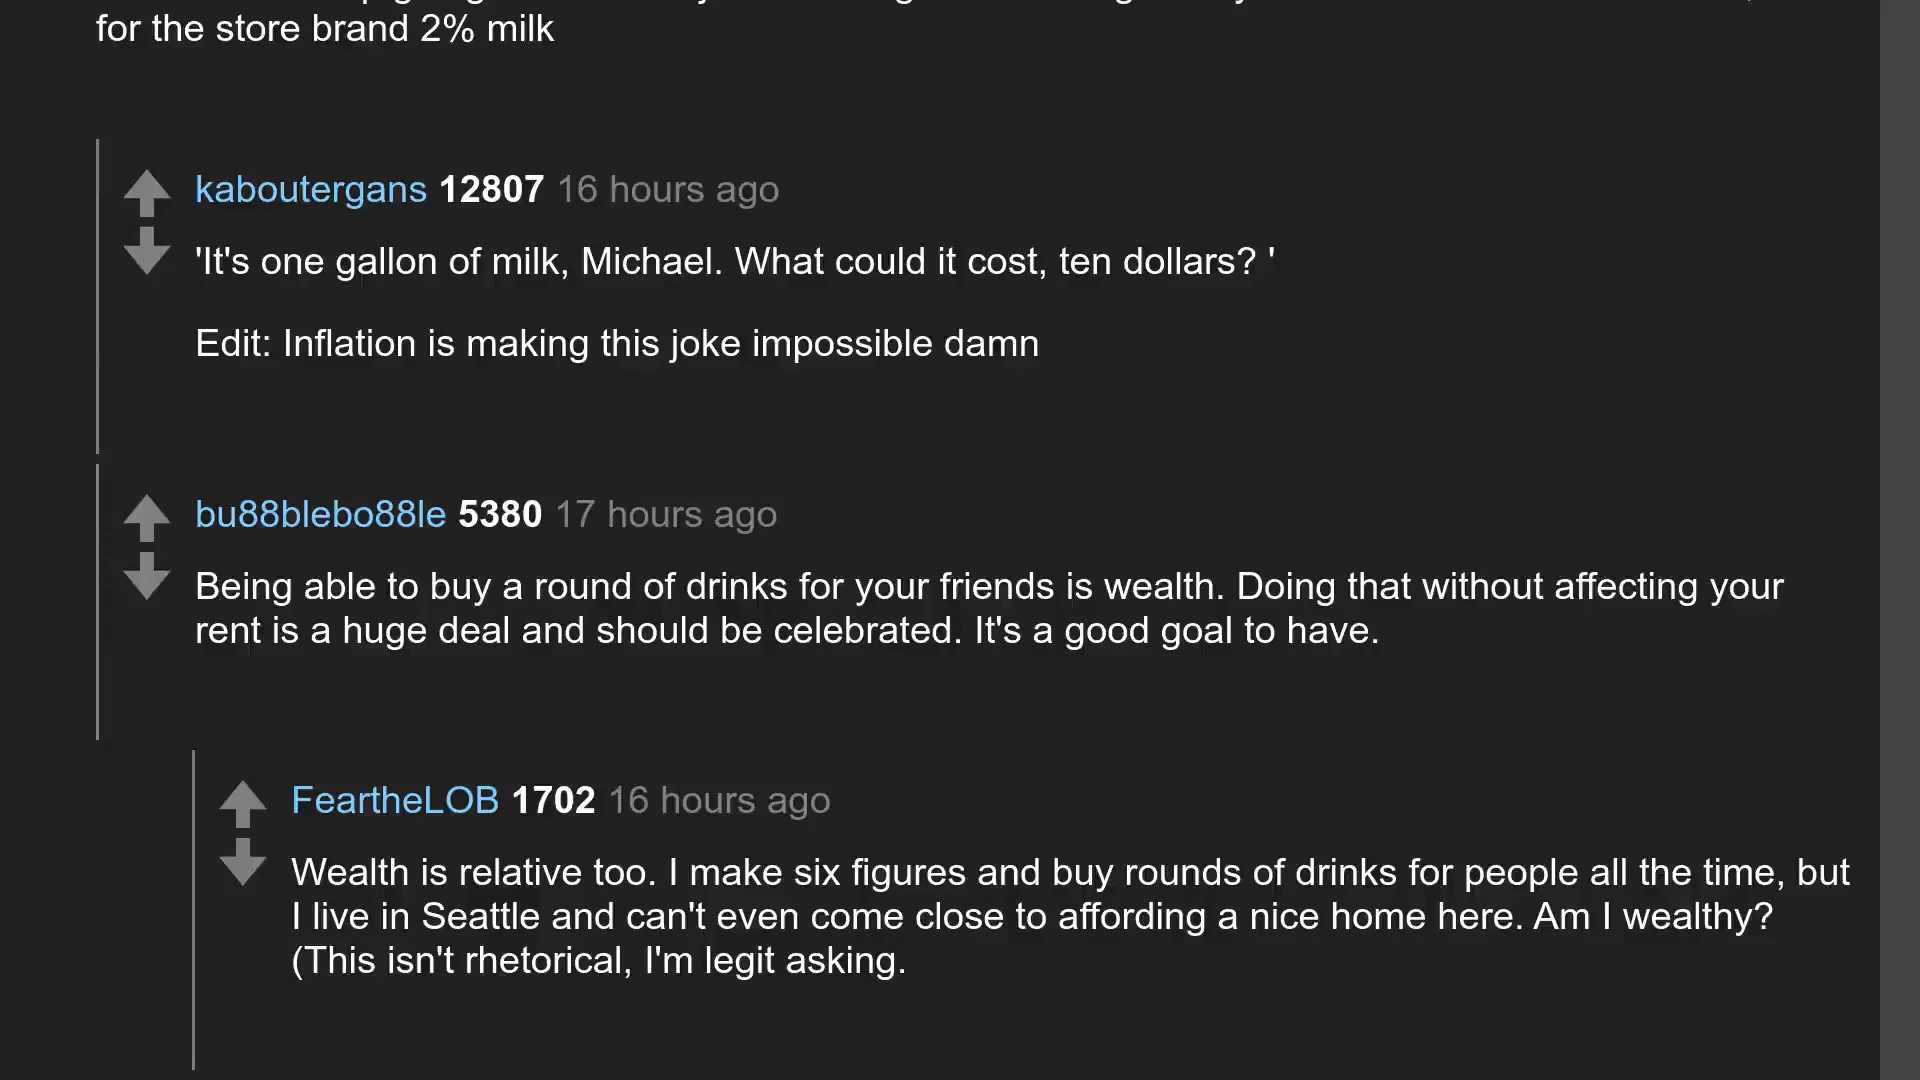 for the store brand 2% milk
kaboutergans 12807 16 hours ago
'It's one gallon of milk, Michael. What could it cost, ten dollars? '
Edit: Inflation is making this joke impossible damn
bu88blebo88le 5380 17 hours ago
Being able to buy a round of drinks for your friends is wealth. Doing that without affecting your
rent is a huge deal and should be celebrated. It's a good goal to have.
FeartheLOB 1702 16 hours ago
Wealth is relative too. I make six figures and buy rounds of drinks for people all the time, but
I live in Seattle and can't even come close to affording a nice home here. Am I wealthy?
(This isn't rhetorical, I'm legit asking.